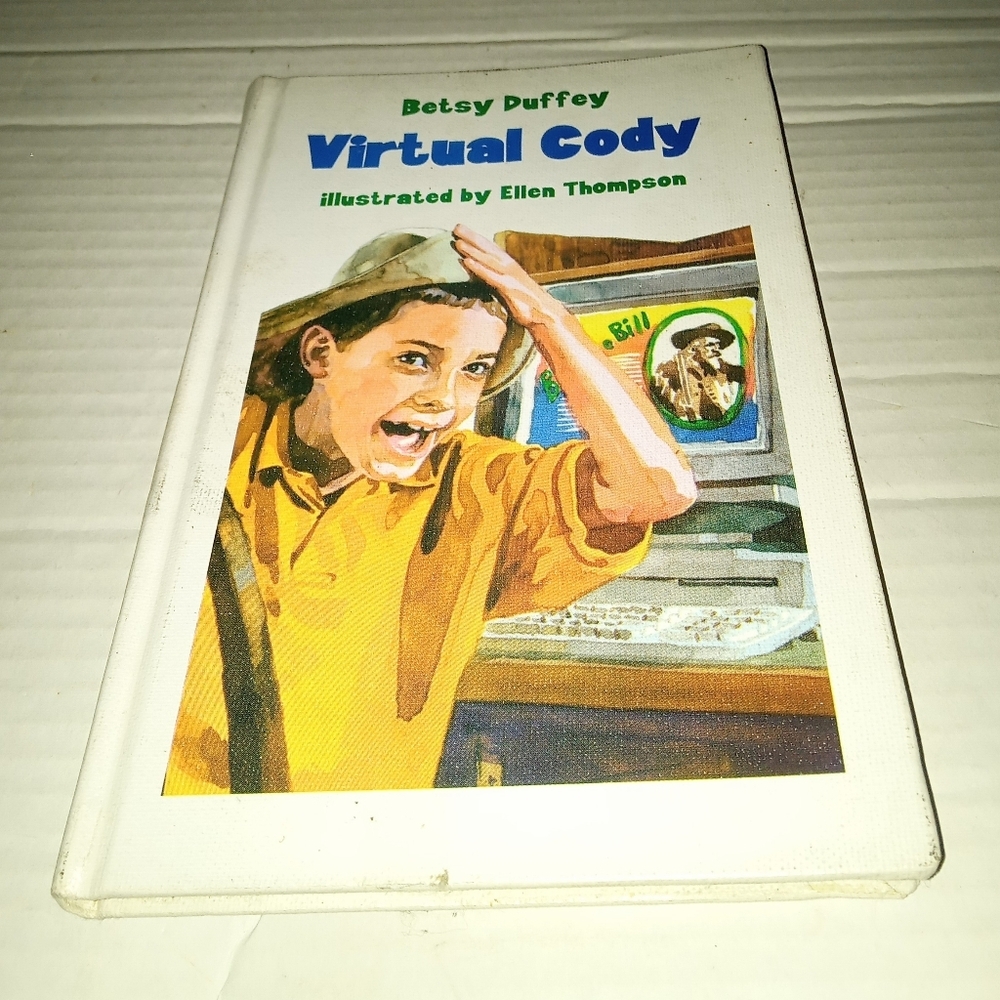 Betsy Duffey
Virtual Cody
illustrated by Ellen Thompson
Bill